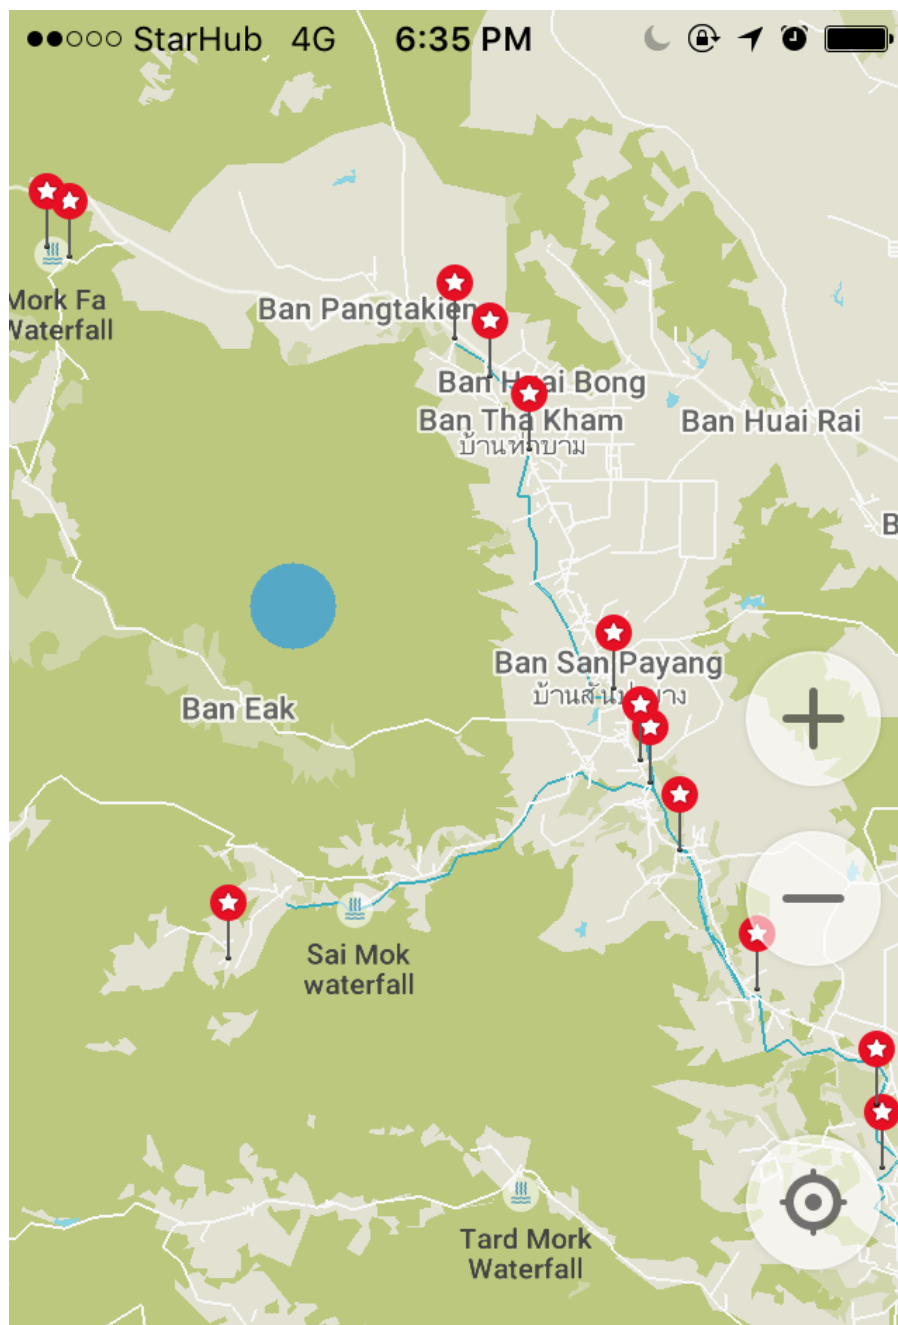 StarHub 4G 6:35 PM
Mork Fa
Waterfall
Ban Pangtakien
Ban Huai Bong
Ban Tha Kham
Ban Huai Rai
B
Ban San Payang
Ban Eak
Sai Mok
waterfall
Tard Mork
Waterfall